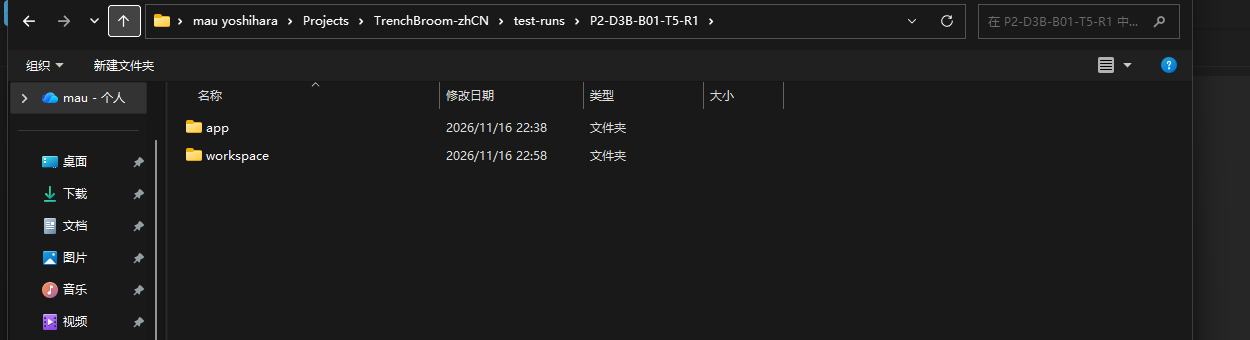 mau yoshihara > Projects > TrenchBroom-zhCN > test-runs > P2-D3B-B01-T5-R1 >
在 P2-D3B-B01-T5-R1 中...
组织 新建文件夹
mau - 个人
名称 修改日期 类型 大小
app 2026/11/16 22:38 文件夹
workspace 2026/11/16 22:58 文件夹
桌面
下载
文档
图片
音乐
视频